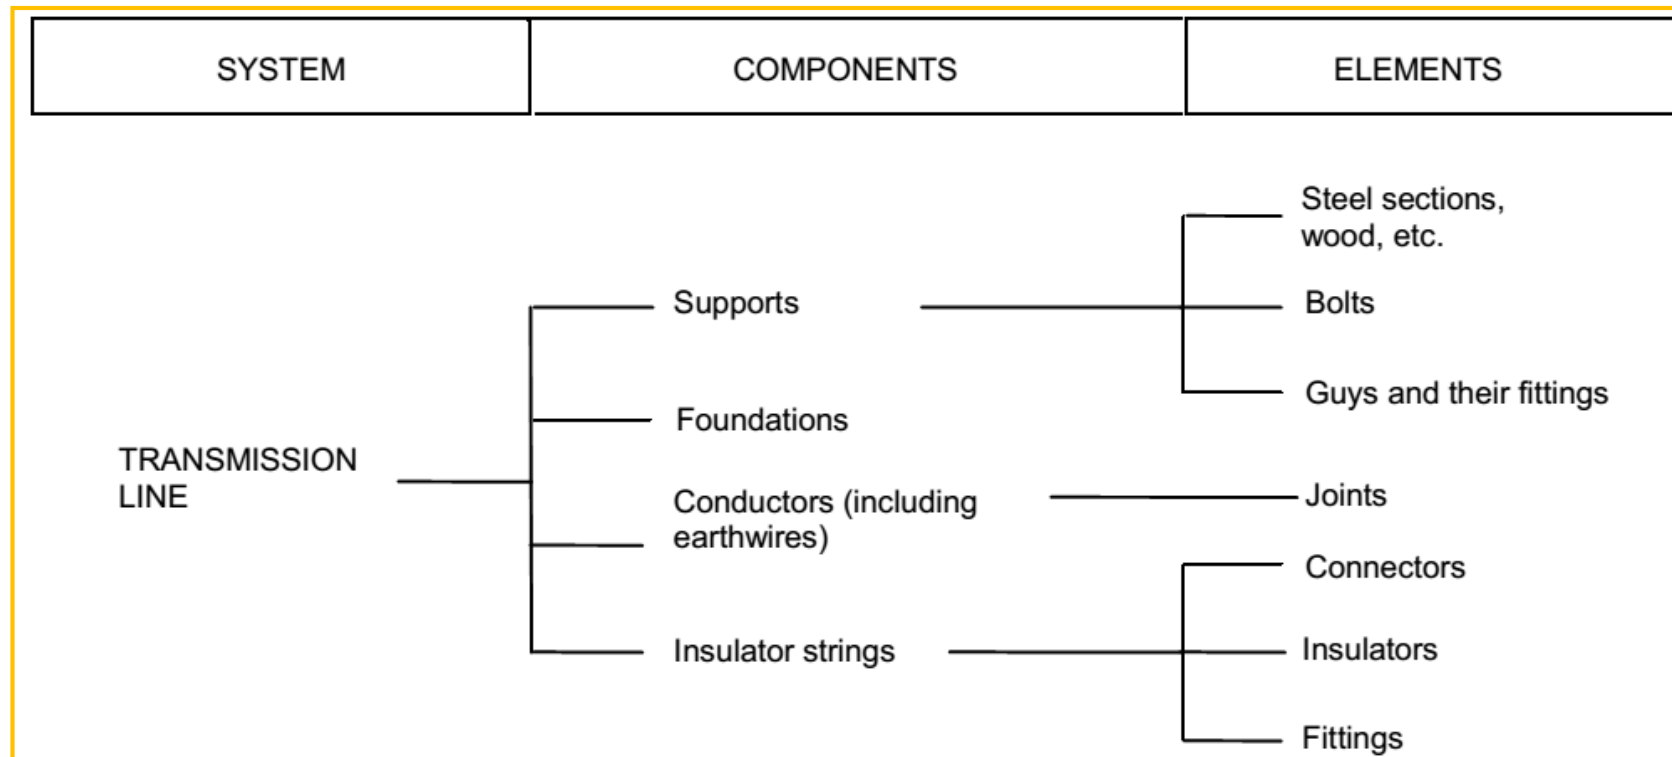 SYSTEM
COMPONENTS
ELEMENTS
Steel sections,
wood, etc.
Supports
Bolts
Guys and their fittings
Foundations
TRANSMISSION
LINE
Conductors (including
earthwires)
Joints
Connectors
Insulator strings
Insulators
Fittings